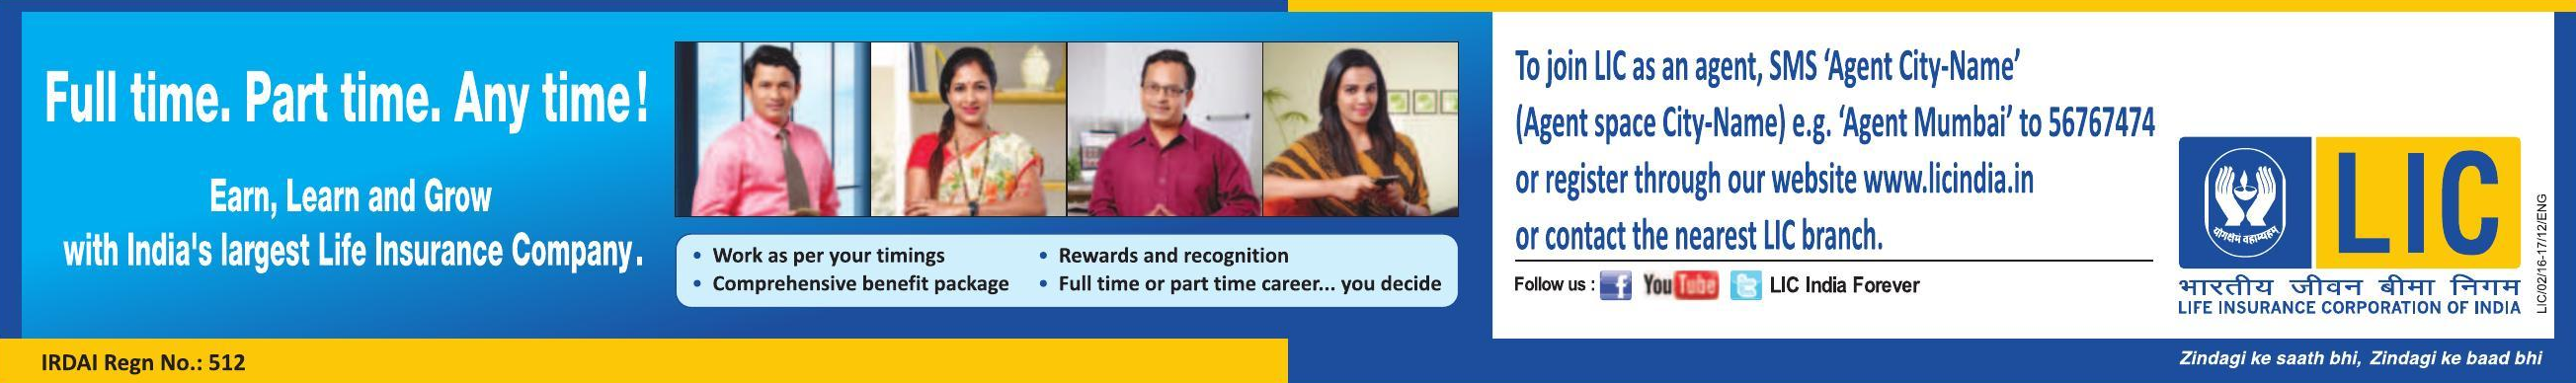 Full time. Part time. Any time!
Earn, Learn and Grow
with India's largest Life Insurance Company.
• Work as per your timings
• Comprehensive benefit package
• Rewards and recognition
• Full time or part time career... you decide
IRDAI Regn No.: 512
To join LIC as an agent, SMS ‘Agent City-Name’
(Agent space City-Name) e.g. ‘Agent Mumbai’ to 56767474
or register through our website www.licindia.in
or contact the nearest LIC branch.
Follow us : f YouTube t LIC India Forever
योगक्षेमं वहाम्यहम्
LIC
भारतीय जीवन बीमा निगम
LIFE INSURANCE CORPORATION OF INDIA
LIC/02/16-17/12/ENG
Zindagi ke saath bhi, Zindagi ke baad bhi